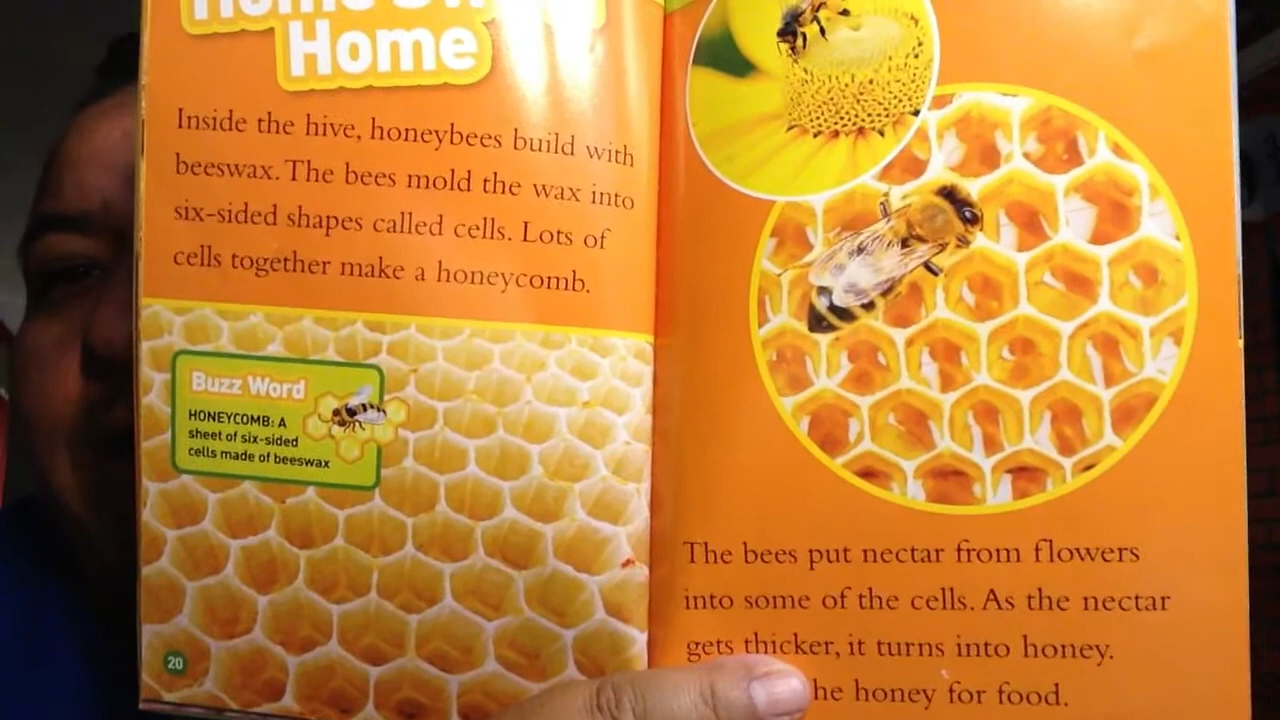 Home
Home
Inside the hive, honeybees build with
beeswax. The bees mold the wax into
six-sided shapes called cells. Lots of
cells together make a honeycomb.
Buzz Word
HONEYCOMB: A
sheet of six-sided
cells made of beeswax
20
The bees put nectar from flowers
into some of the cells. As the nectar
gets thicker, it turns into honey.
honey for food.